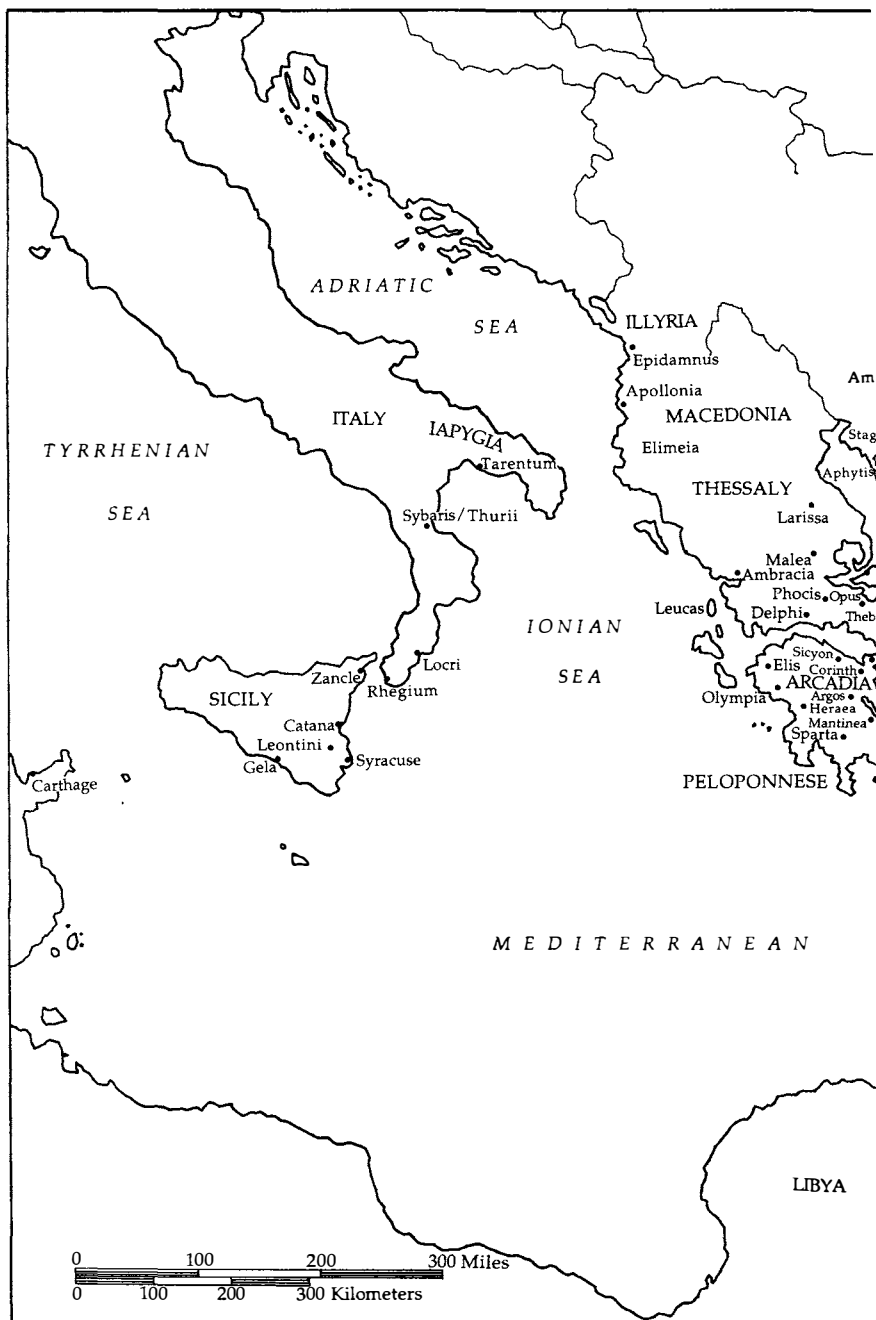 ADRIATIC
SEA
ILLYRIA
Epidamnus
Apollonia
Am
MACEDONIA
ITALY
IAPYGIA
Stag
Elimeia
TYRRHENIAN
Tarentum
Aphytis
THESSALY
SEA
Larissa
Sybaris/Thurii
Malea
Ambracia
Phocis
Opus
Leucas
Delphi
Theb
IONIAN
Sicyon
Locri
Elis
Corinth
Zancle
SEA
Rhegium
ARCADIA
SICILY
Olympia
Argos
Heraea
Catana
Mantinea
Leontini
Sparta
Gela
Syracuse
Carthage
PELOPONNESE
MEDITERRANEAN
LIBYA
0 100 200 300 Miles
0 100 200 300 Kilometers